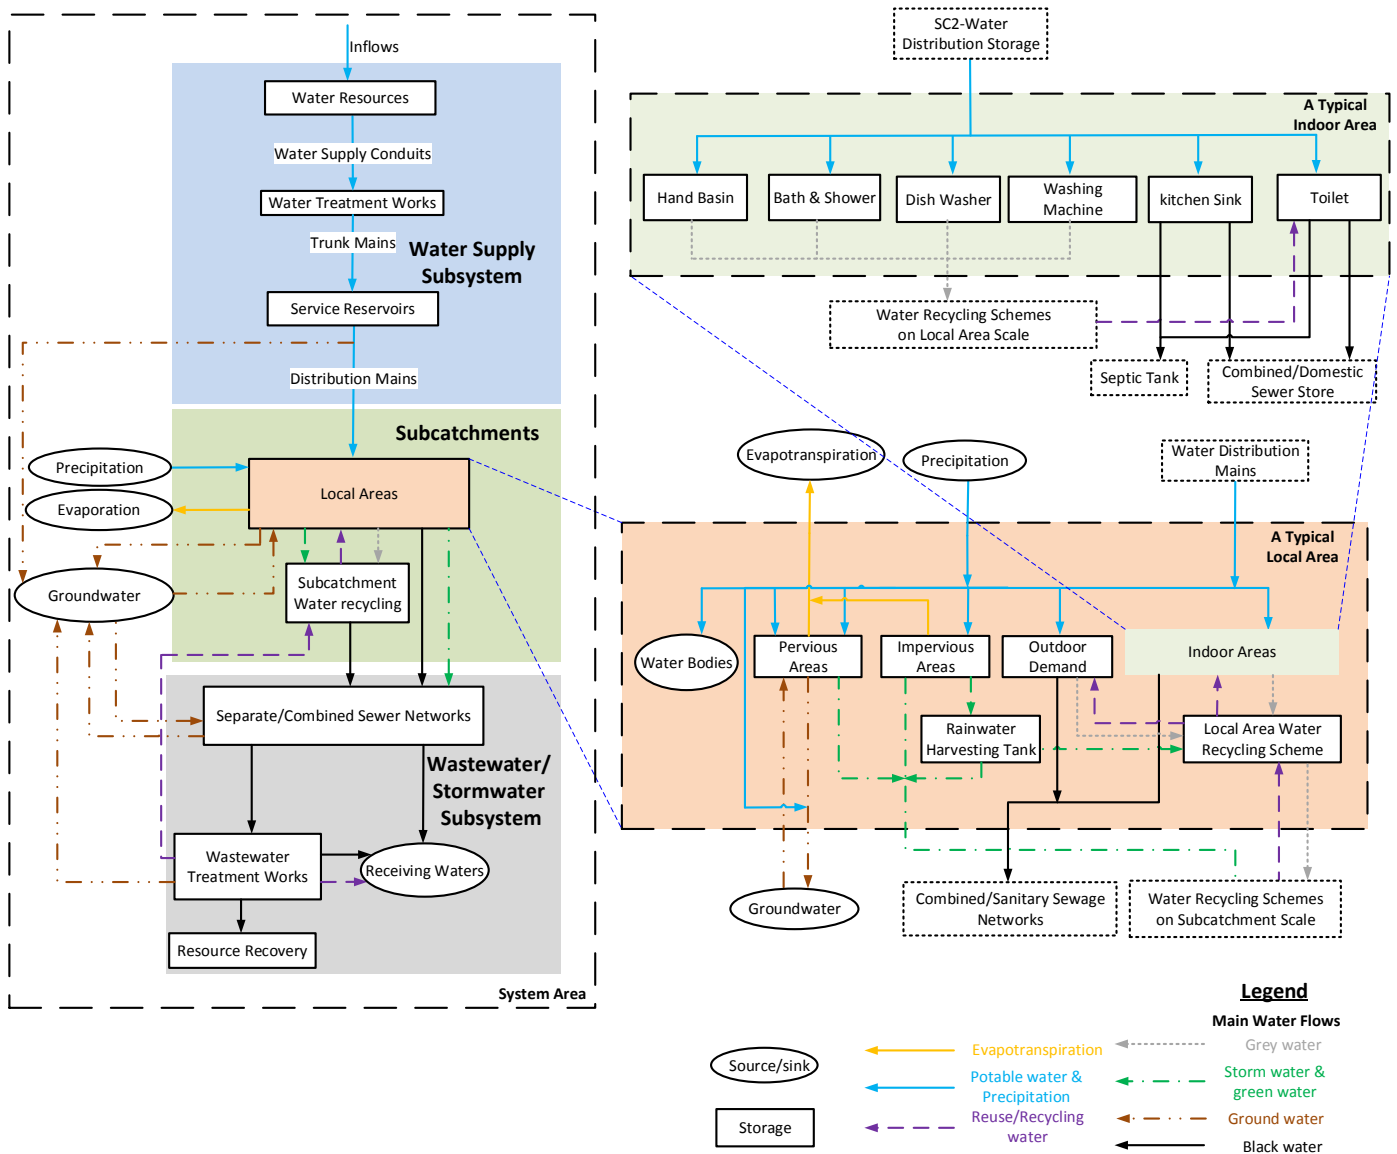 Inflows
Water Resources
Water Supply Conduits
Water Treatment Works
Trunk Mains
Water Supply
Subsystem
Service Reservoirs
Distribution Mains
Subcatchments
Precipitation
Local Areas
Evaporation
Groundwater
Subcatchment
Water recycling
Separate/Combined Sewer Networks
Wastewater/
Stormwater
Subsystem
Wastewater
Treatment Works
Receiving Waters
Resource Recovery
System Area
SC2-Water
Distribution Storage
A Typical
Indoor Area
Hand Basin
Bath & Shower
Dish Washer
Washing
Machine
kitchen Sink
Toilet
Water Recycling Schemes
on Local Area Scale
Septic Tank
Combined/Domestic
Sewer Store
Evapotranspiration
Precipitation
Water Distribution
Mains
A Typical
Local Area
Water Bodies
Pervious
Areas
Impervious
Areas
Outdoor
Demand
Indoor Areas
Rainwater
Harvesting Tank
Local Area Water
Recycling Scheme
Groundwater
Combined/Sanitary Sewage
Networks
Water Recycling Schemes
on Subcatchment Scale
Legend
Main Water Flows
Source/sink
Storage
Evapotranspiration
Potable water &
Precipitation
Reuse/Recycling
water
Grey water
Storm water &
green water
Ground water
Black water